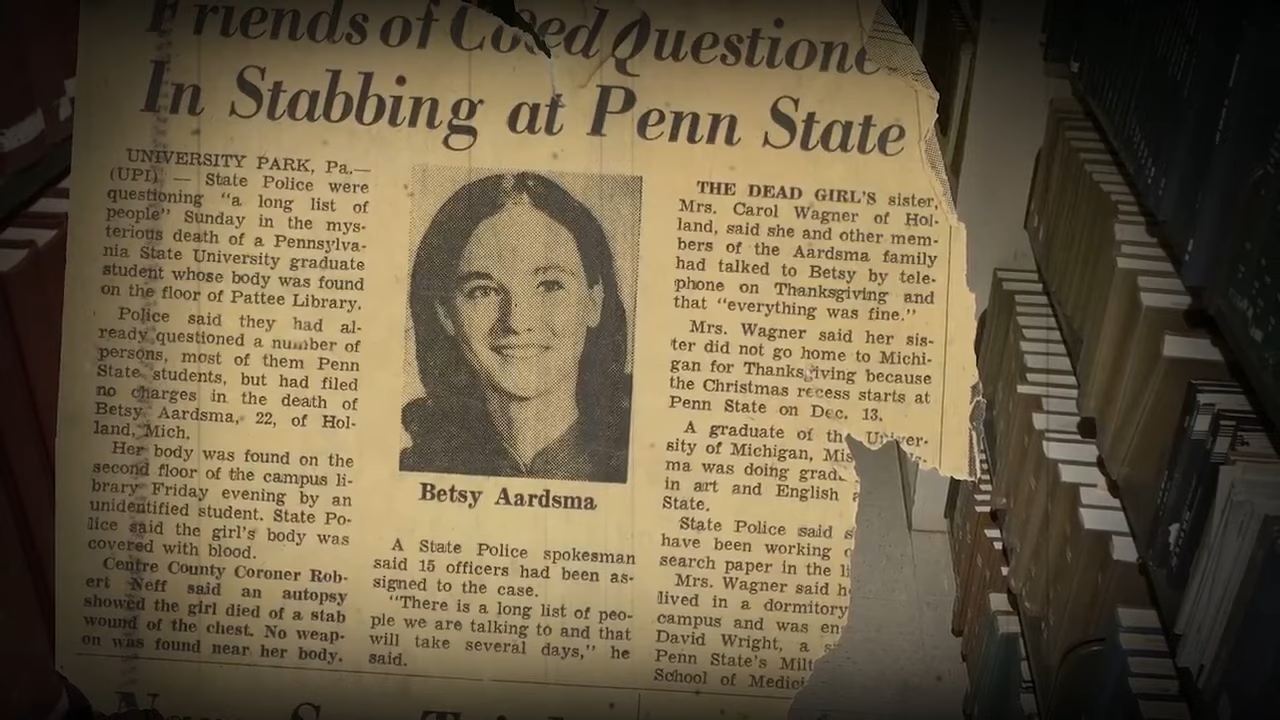 Friends of Coed Questione
In Stabbing at Penn State
UNIVERSITY PARK, Pa.—
(UPI) — State Police were
questioning “a long list of
people” Sunday in the mys-
terious death of a Pennsylva-
nia State University graduate
student whose body was found
on the floor of Pattee Library.
Police said they had al-
ready questioned a number of
persons, most of them Penn
State students, but had filed
no charges in the death of
Betsy Aardsma, 22, of Hol-
land, Mich.
Her body was found on the
second floor of the campus li-
brary Friday evening by an
unidentified student. State Po-
lice said the girl's body was
covered with blood.
Centre County Coroner Rob-
ert Neff said an autopsy
showed the girl died of a stab
wound of the chest. No weap-
on was found near her body.
Betsy Aardsma
A State Police spokesman
said 15 officers had been as-
signed to the case.
“There is a long list of peo-
ple we are talking to and that
will take several days,” he
said.
THE DEAD GIRL'S sister,
Mrs. Carol Wagner of Hol-
land, said she and other mem-
bers of the Aardsma family
had talked to Betsy by tele-
phone on Thanksgiving and
that “everything was fine.”
Mrs. Wagner said her sis-
ter did not go home to Michi-
gan for Thanksgiving because
the Christmas recess starts at
Penn State on Dec. 13.
A graduate of the Univer-
sity of Michigan, Mis
ma was doing grad
in art and English
State.
State Police said s
have been working
search paper in the li
Mrs. Wagner said h
lived in a dormitory
campus and was en
David Wright, a s
Penn State's Milt
School of Medici